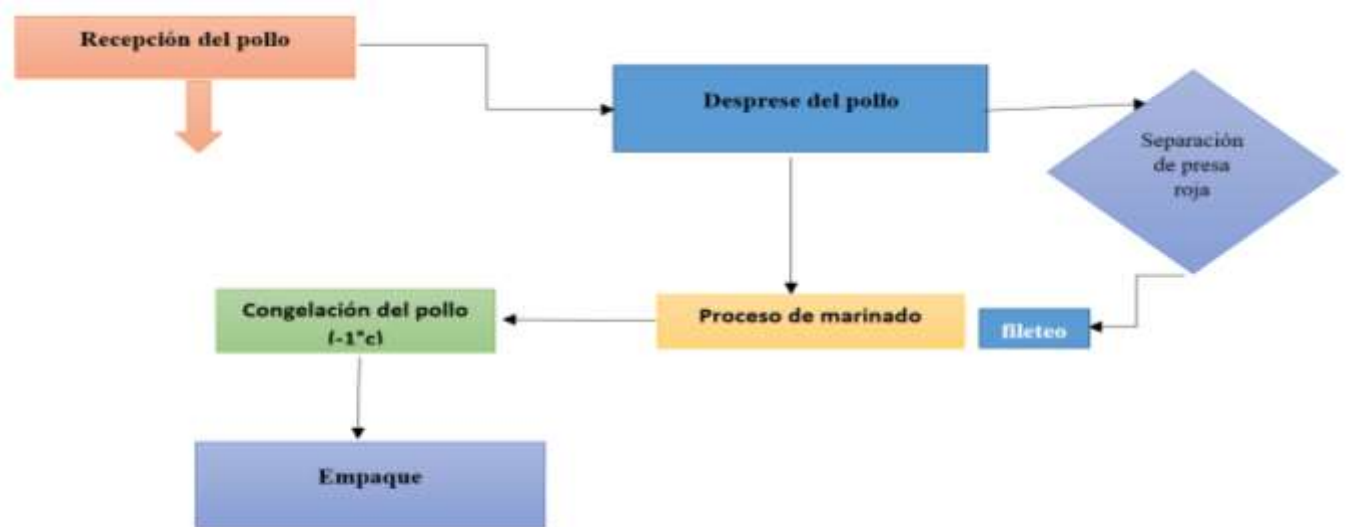 Recepción del pollo
Desprese del pollo
Separación
de presa
roja
Congelación del pollo
(-1°c)
Proceso de marinado
fileteo
Empaque